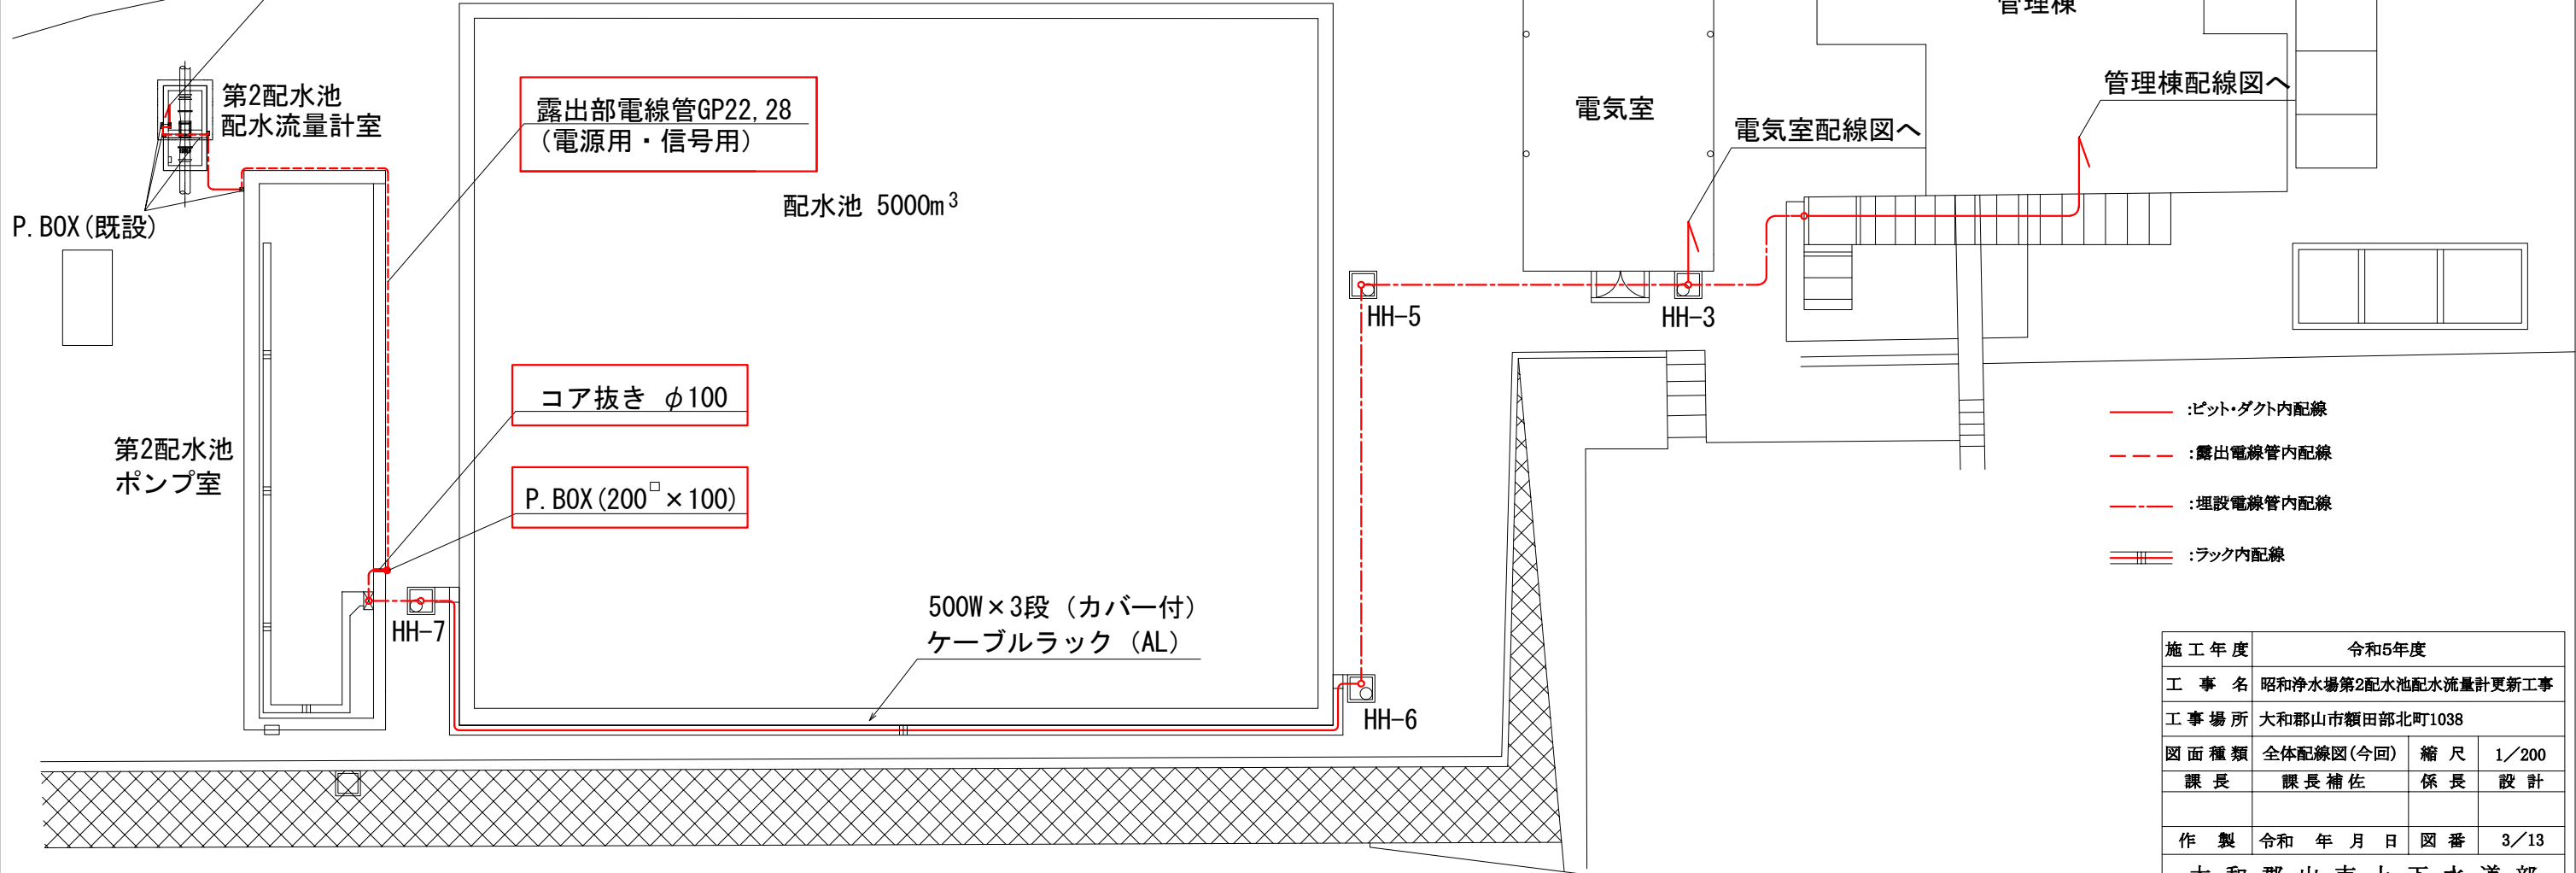 管理棟
第2配水池
配水流量計室
P.BOX(既設)
露出部電線管GP22,28
(電源用・信号用)
配水池 5000m³
電気室
電気室配線図へ
管理棟配線図へ
HH-5
HH-3
コア抜き φ100
P.BOX(200□×100)
第2配水池
ポンプ室
HH-7
500W×3段 (カバー付)
ケーブルラック (AL)
HH-6
:ピット・ダクト内配線
:露出電線管内配線
:埋設電線管内配線
:ラック内配線
施工年度 令和5年度
工事名 昭和浄水場第2配水池配水流量計更新工事
工事場所 大和郡山市額田部北町1038
図面種類 全体配線図(今回) 縮尺 1/200
課長 課長補佐 係長 設計
作製 令和 年 月 日 図番 3/13
大和郡山市上下水道部